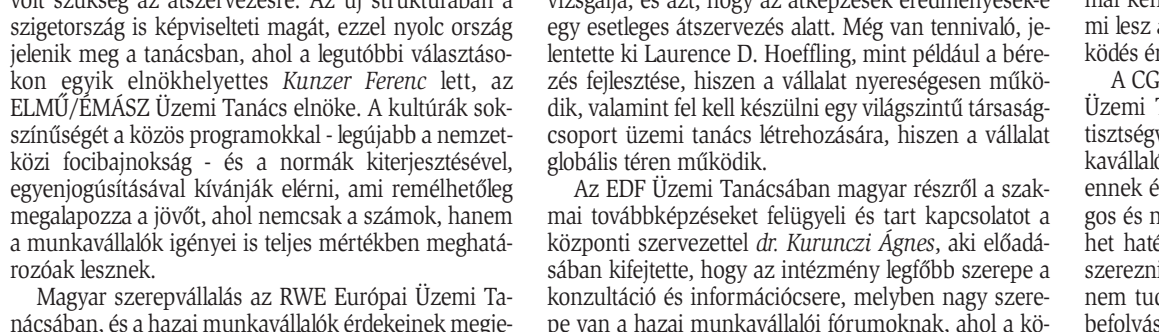 volt szükség az átszervezésre. Az új struktúrában a
szigetország is képviselteti magát, ezzel nyolc ország
jelenik meg a tanácsban, ahol a legutóbbi választáso-
kon egyik elnökhelyettes Kunzer Ferenc lett, az
ELMŰ/ÉMÁSZ Üzemi Tanács elnöke. A kultúrák sok-
színűségét a közös programokkal - legújabb a nemzet-
közi focibajnokság - és a normák kiterjesztésével,
egyenjogúsításával kívánják elérni, ami remélhetőleg
megalapozza a jövőt, ahol nemcsak a számok, hanem
a munkavállalók igényei is teljes mértékben meghatá-
rozóak lesznek.
Magyar szerepvállalás az RWE Európai Üzemi Ta-
nácsában, és a hazai munkavállalók érdekeinek megje-
vizsgálja, és azt, hogy az átképzések eredményesek-e
egy esetleges átszervezés alatt. Még van tennivaló, je-
lentette ki Laurence D. Hoeffling, mint például a bére-
zés fejlesztése, hiszen a vállalat nyereségesen műkö-
dik, valamint fel kell készülni egy világszintű társaság-
csoport üzemi tanács létrehozására, hiszen a vállalat
globális téren működik.
Az EDF Üzemi Tanácsában magyar részről a szak-
mai továbbképzéseket felügyeli és tart kapcsolatot a
központi szervezettel dr. Kurunczi Ágnes, aki előadá-
sában kifejtette, hogy az intézmény legfőbb szerepe a
konzultáció és információcsere, melyben nagy szere-
pe van a hazai munkavállalói fórumoknak, ahol a kö-
mi lesz
ködés
A CG
Üzemi
tisztség
kavállal
ennek
gos és
het
szerezni
nem
befolyás